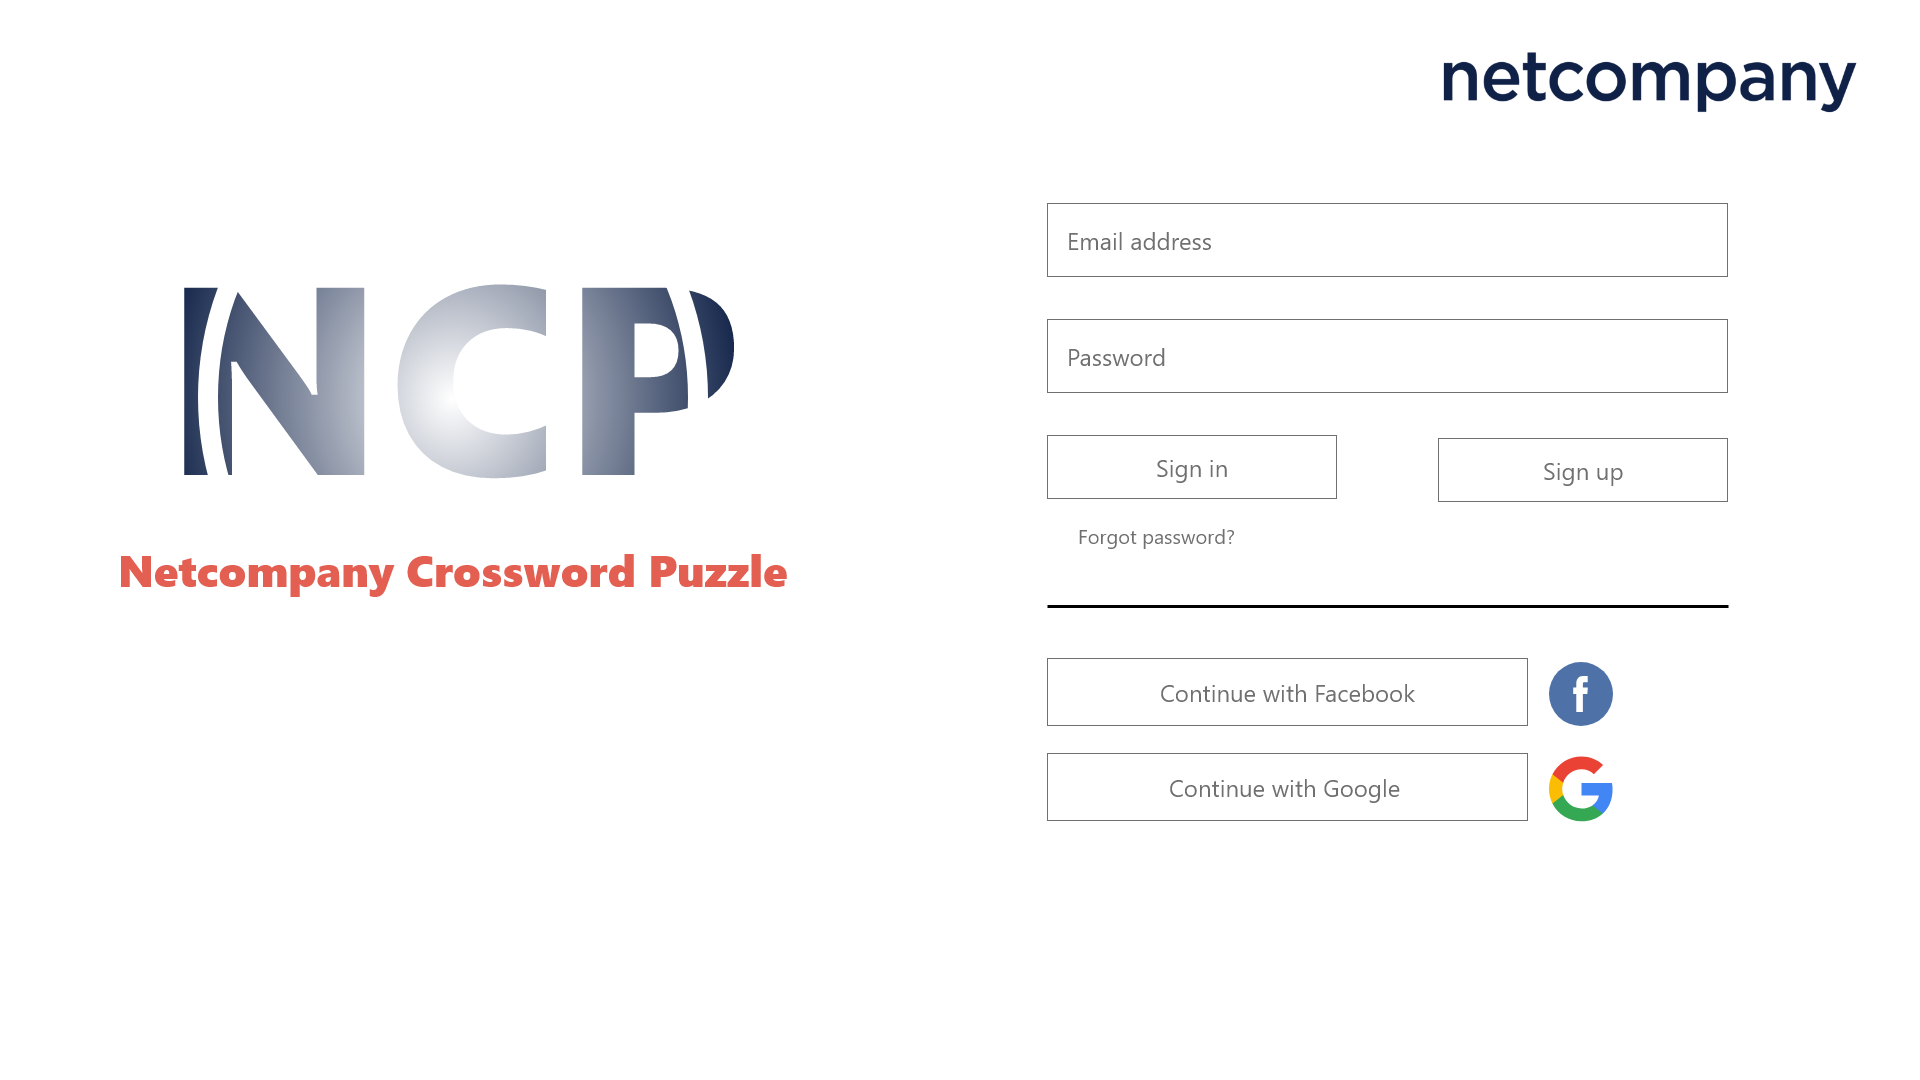 netcompany
NCP
Netcompany Crossword Puzzle
Email address
Password
Sign in
Sign up
Forgot password?
Continue with Facebook
f
Continue with Google
G